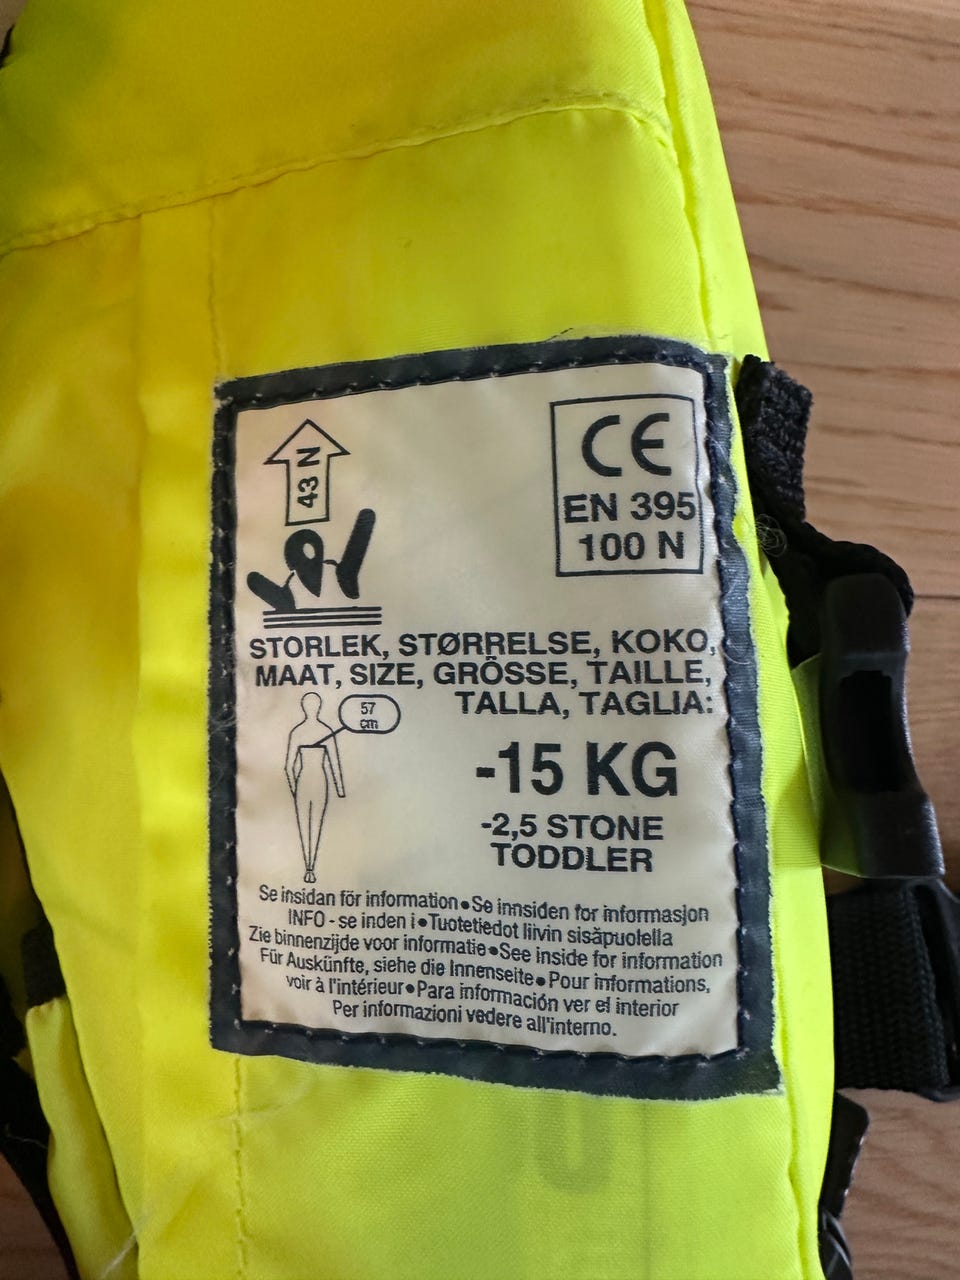 43 N
CE
EN 395
100 N
STORLEK, STØRRELSE, KOKO,
MAAT, SIZE, GRÖSSE, TAILLE,
TALLA, TAGLIA:
57
cm
-15 KG
-2,5 STONE
TODDLER
Se insidan för information•Se innsiden for informasjon
INFO - se inden i•Tuotetiedot liivin sisäpuolella
Zie binnenzijde voor informatie•See inside for information
Für Auskünfte, siehe die Innenseite•Pour informations,
voir à l'intérieur•Para información ver el interior
Per informazioni vedere all'interno.